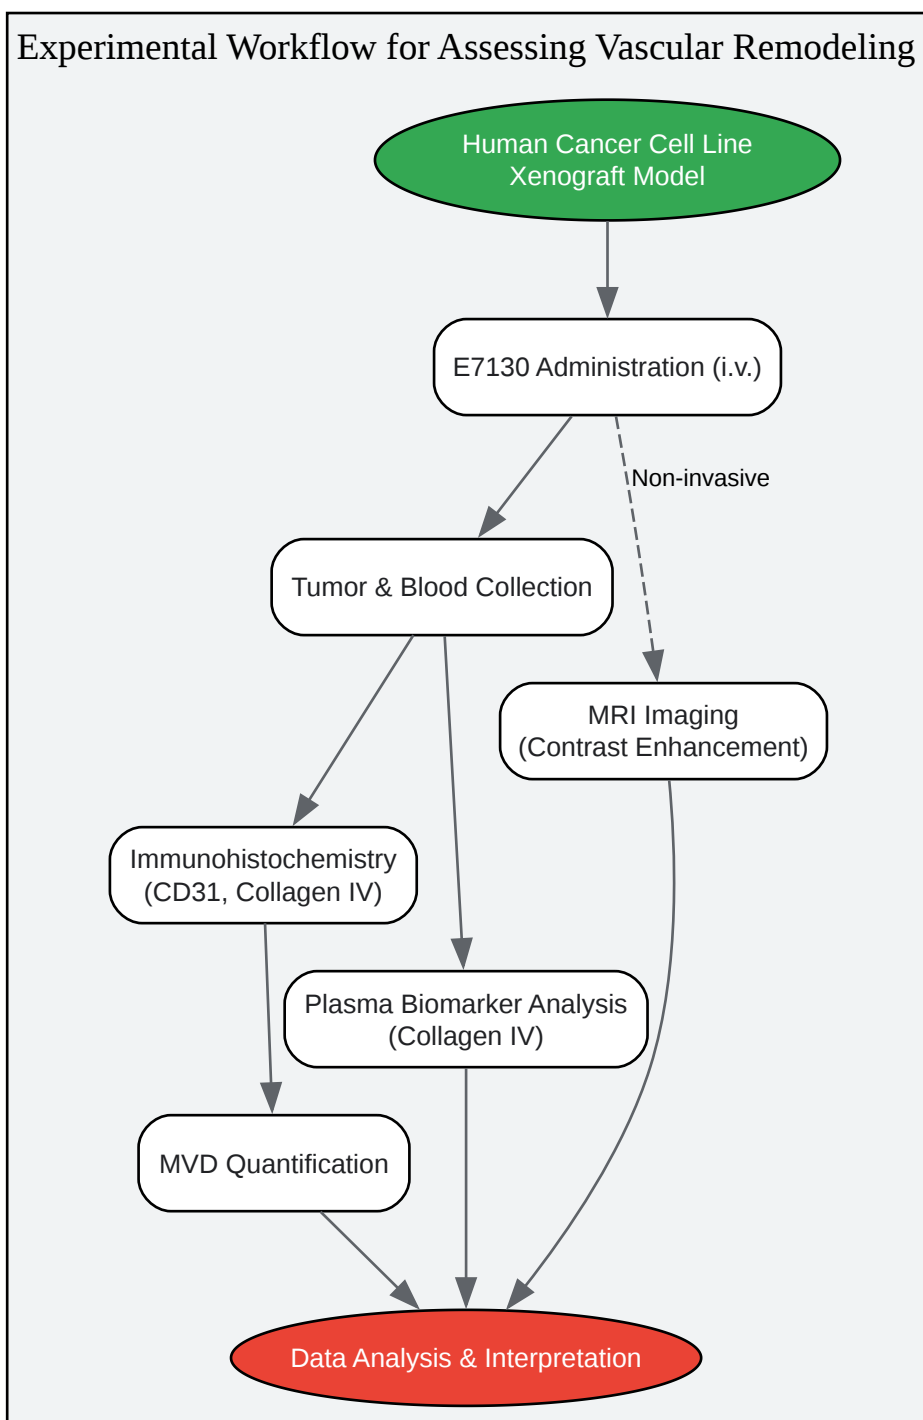 Experimental Workflow for Assessing Vascular Remodeling
Human Cancer Cell Line
Xenograft Model
E7130 Administration (i.v.)
Non-invasive
Tumor & Blood Collection
MRI Imaging
(Contrast Enhancement)
Immunohistochemistry
(CD31, Collagen IV)
Plasma Biomarker Analysis
(Collagen IV)
MVD Quantification
Data Analysis & Interpretation